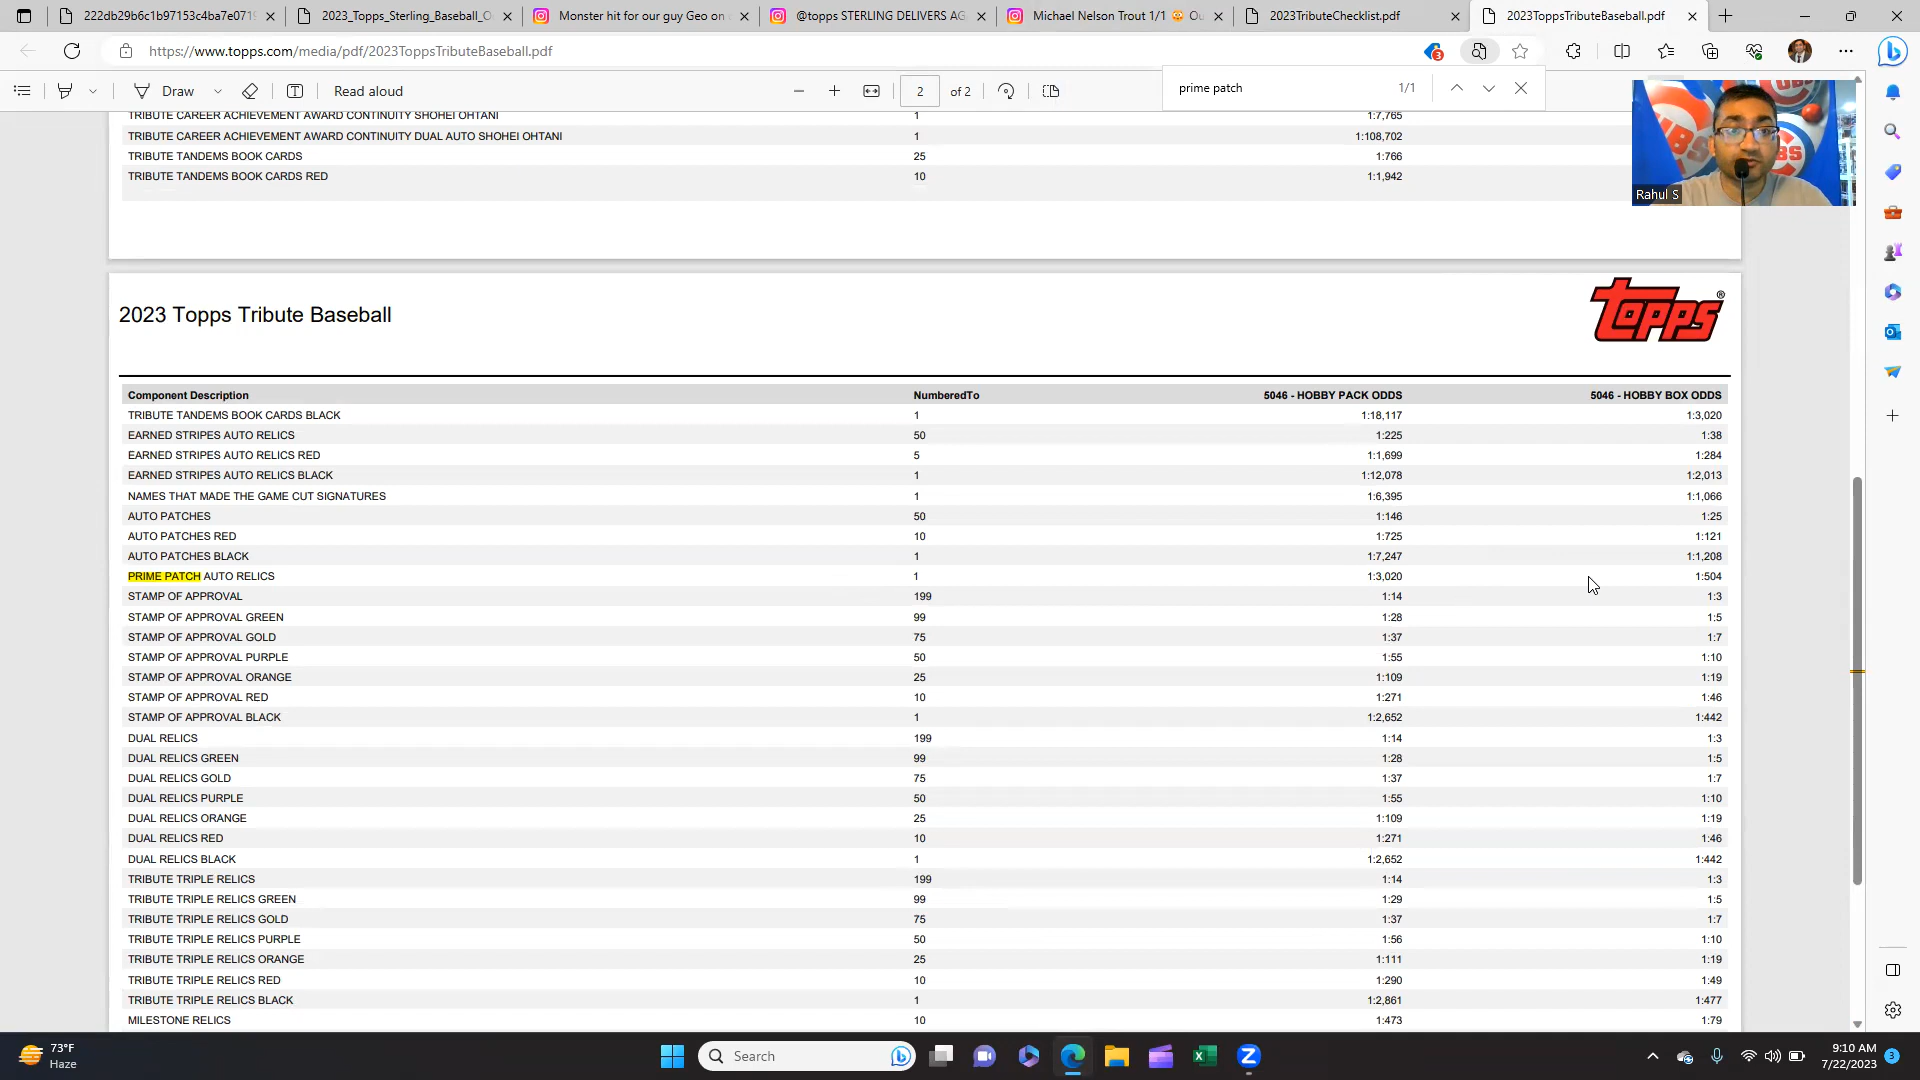 222db29b6c1b97153c4ba7e0719
2023_Topps_Sterling_Baseball_O
Monster hit for our guy Geo on
@topps STERLING DELIVERS AG
Michael Nelson Trout 1/1 🤯 Ou
2023TributeChecklist.pdf
2023ToppsTributeBaseball.pdf
https://www.topps.com/media/pdf/2023ToppsTributeBaseball.pdf
3
Draw
Read aloud
2 of 2
prime patch 1/1
TRIBUTE CAREER ACHIEVEMENT AWARD CONTINUITY SHOHEI OHTANI 1 1:7,765
TRIBUTE CAREER ACHIEVEMENT AWARD CONTINUITY DUAL AUTO SHOHEI OHTANI 1 1:108,702
TRIBUTE TANDEMS BOOK CARDS 25 1:766
TRIBUTE TANDEMS BOOK CARDS RED 10 1:1,942
Rahul S
2023 Topps Tribute Baseball
topps®
Component Description NumberedTo 5046 - HOBBY PACK ODDS 5046 - HOBBY BOX ODDS
TRIBUTE TANDEMS BOOK CARDS BLACK 1 1:18,117 1:3,020
EARNED STRIPES AUTO RELICS 50 1:225 1:38
EARNED STRIPES AUTO RELICS RED 5 1:1,699 1:284
EARNED STRIPES AUTO RELICS BLACK 1 1:12,078 1:2,013
NAMES THAT MADE THE GAME CUT SIGNATURES 1 1:6,395 1:1,066
AUTO PATCHES 50 1:146 1:25
AUTO PATCHES RED 10 1:725 1:121
AUTO PATCHES BLACK 1 1:7,247 1:1,208
PRIME PATCH AUTO RELICS 1 1:3,020 1:504
STAMP OF APPROVAL 199 1:14 1:3
STAMP OF APPROVAL GREEN 99 1:28 1:5
STAMP OF APPROVAL GOLD 75 1:37 1:7
STAMP OF APPROVAL PURPLE 50 1:55 1:10
STAMP OF APPROVAL ORANGE 25 1:109 1:19
STAMP OF APPROVAL RED 10 1:271 1:46
STAMP OF APPROVAL BLACK 1 1:2,652 1:442
DUAL RELICS 199 1:14 1:3
DUAL RELICS GREEN 99 1:28 1:5
DUAL RELICS GOLD 75 1:37 1:7
DUAL RELICS PURPLE 50 1:55 1:10
DUAL RELICS ORANGE 25 1:109 1:19
DUAL RELICS RED 10 1:271 1:46
DUAL RELICS BLACK 1 1:2,652 1:442
TRIBUTE TRIPLE RELICS 199 1:14 1:3
TRIBUTE TRIPLE RELICS GREEN 99 1:29 1:5
TRIBUTE TRIPLE RELICS GOLD 75 1:37 1:7
TRIBUTE TRIPLE RELICS PURPLE 50 1:56 1:10
TRIBUTE TRIPLE RELICS ORANGE 25 1:111 1:19
TRIBUTE TRIPLE RELICS RED 10 1:290 1:49
TRIBUTE TRIPLE RELICS BLACK 1 1:2,861 1:477
MILESTONE RELICS 10 1:473 1:79
73°F
Haze
Search
9:10 AM
7/22/2023
3